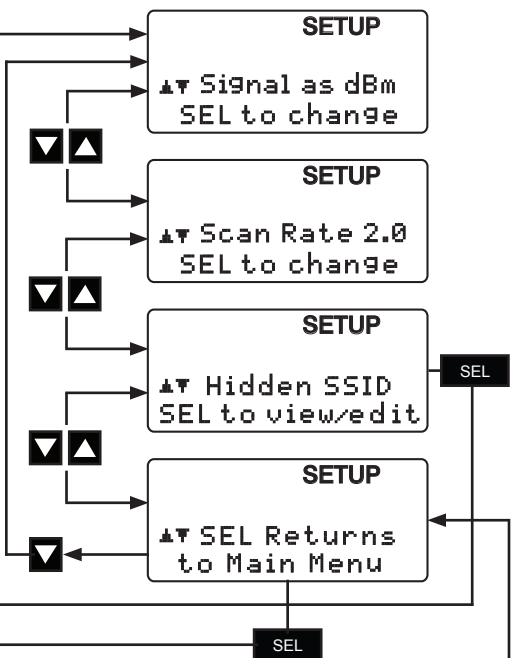 SETUP
▲▼ Signal as dBm
SEL to change
SETUP
▲▼ Scan Rate 2.0
SEL to change
SETUP
▲▼ Hidden SSID
SEL to view/edit
SEL
SETUP
▲▼ SEL Returns
to Main Menu
SEL